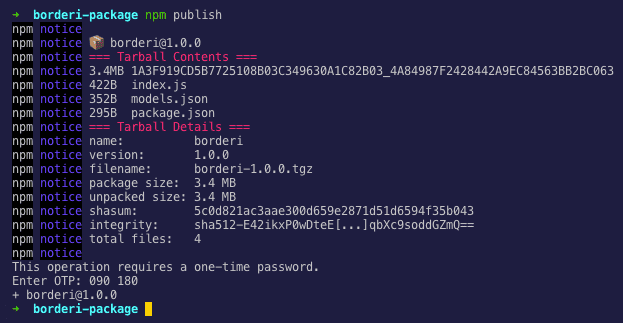 → borderi-package npm publish
npm notice
npm notice 📦 borderi@1.0.0
npm notice === Tarball Contents ===
npm notice 3.4MB 1A3F919CD5B7725108B03C349630A1C82B03_4A84987F2428442A9EC84563BB2BC063
npm notice 422B index.js
npm notice 352B models.json
npm notice 295B package.json
npm notice === Tarball Details ===
npm notice name: borderi
npm notice version: 1.0.0
npm notice filename: borderi-1.0.0.tgz
npm notice package size: 3.4 MB
npm notice unpacked size: 3.4 MB
npm notice shasum: 5c0d821ac3aae300d659e2871d51d6594f35b043
npm notice integrity: sha512-E42ikxP0wDteE[...]qbXc9soddGZmQ==
npm notice total files: 4
npm notice
This operation requires a one-time password.
Enter OTP: 090 180
+ borderi@1.0.0
→ borderi-package